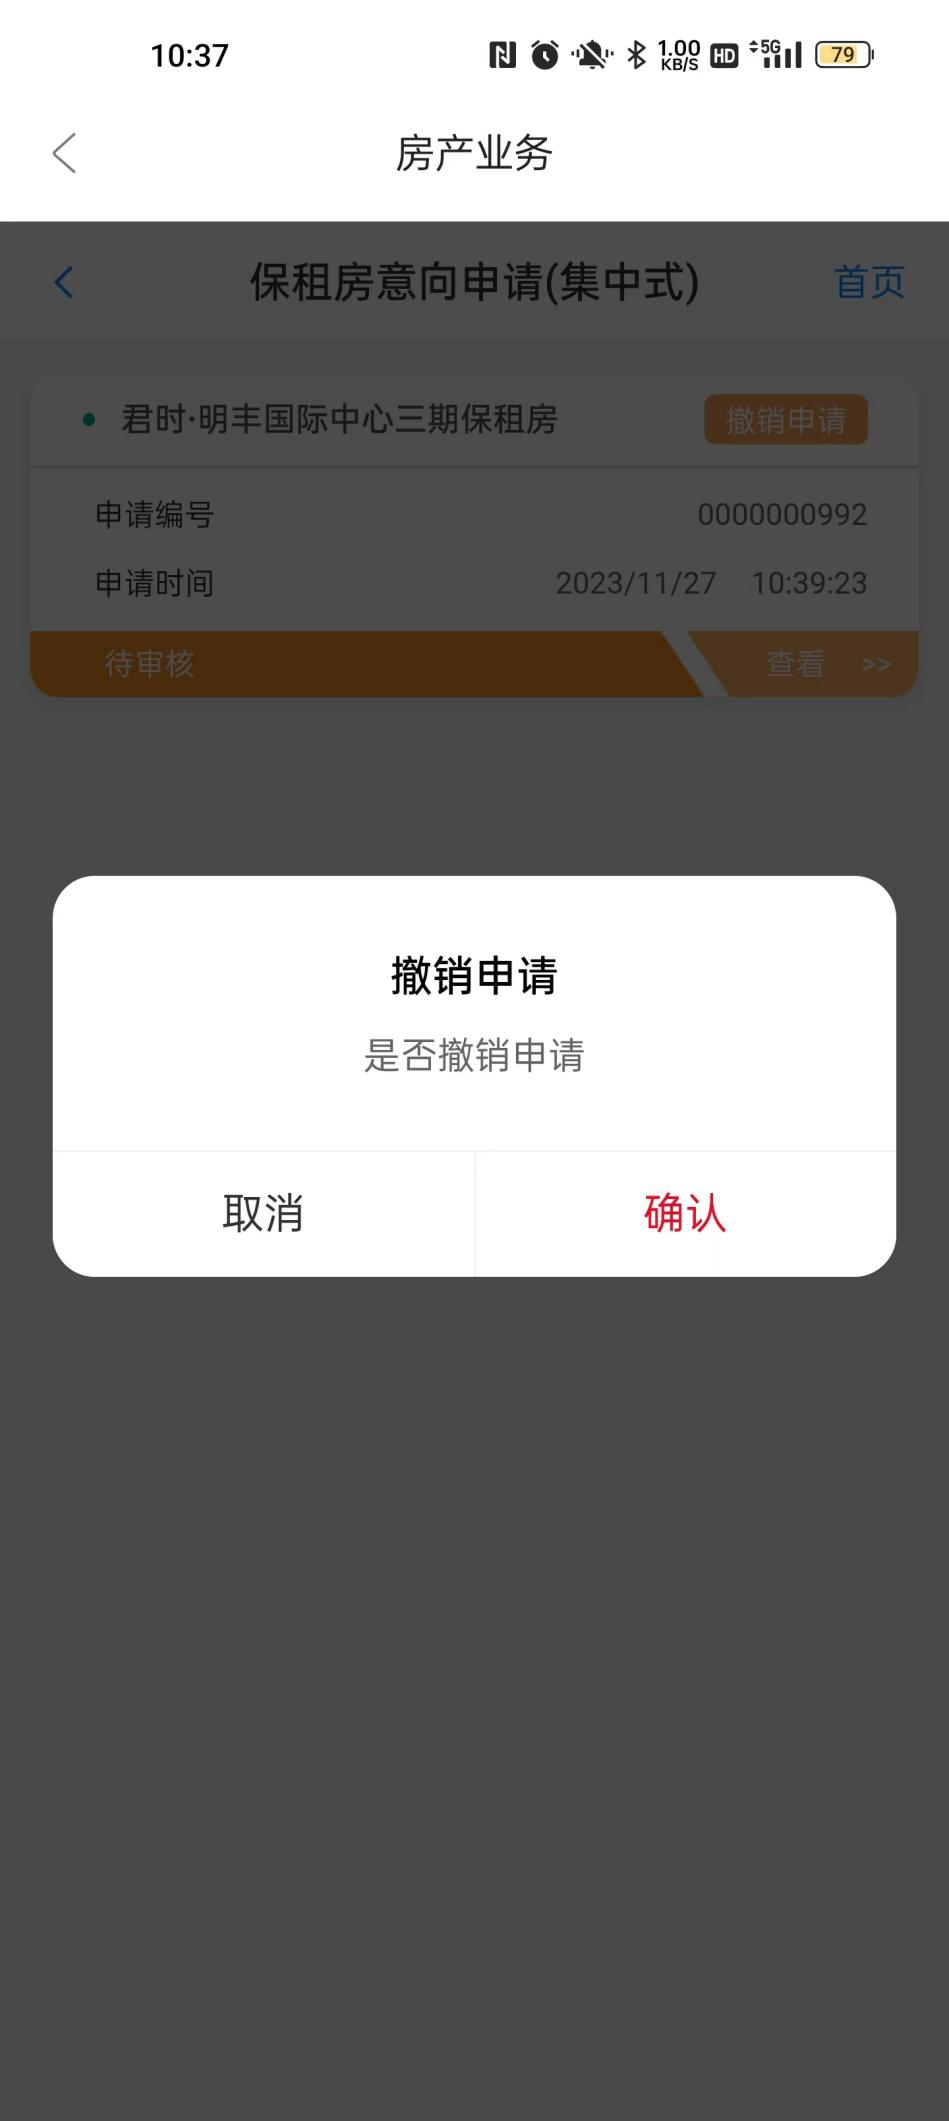 10:37 1.00 KB/S HD 5G 79
房产业务
保租房意向申请(集中式) 首页
君时·明丰国际中心三期保租房 撤销申请
申请编号 0000000992
申请时间 2023/11/27 10:39:23
待审核 查看 >>
撤销申请
是否撤销申请
取消 确认